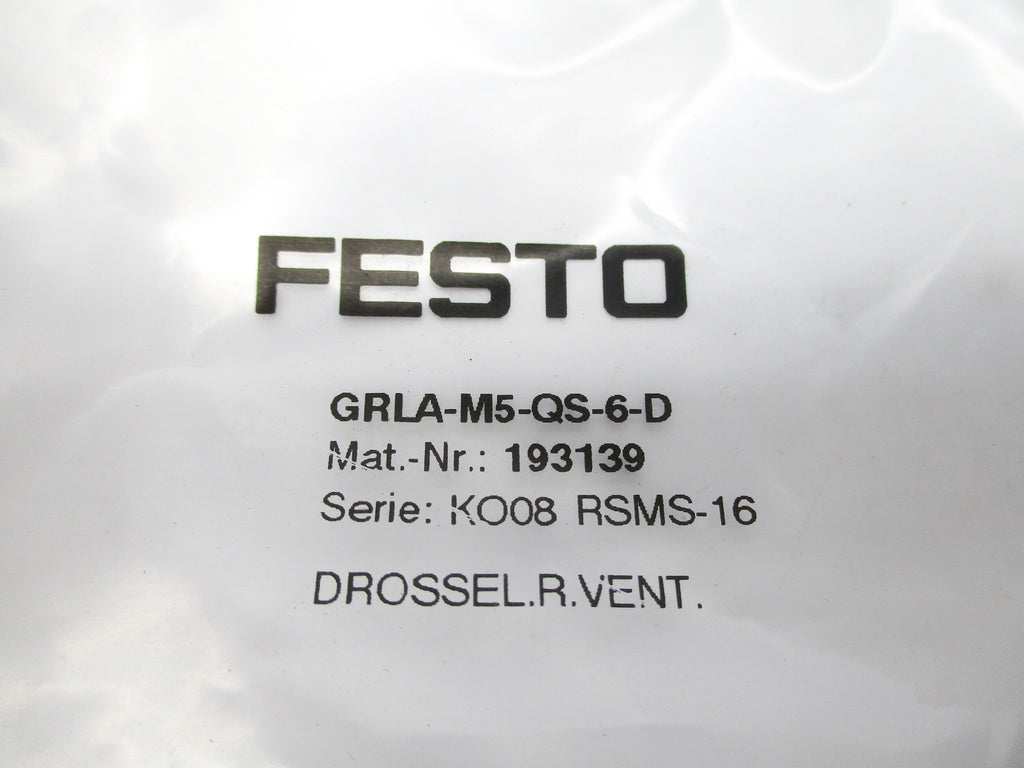 FESTO
GRLA-M5-QS-6-D
Mat.-Nr.: 193139
Serie: KO08 RSMS-16
DROSSEL.R.VENT.